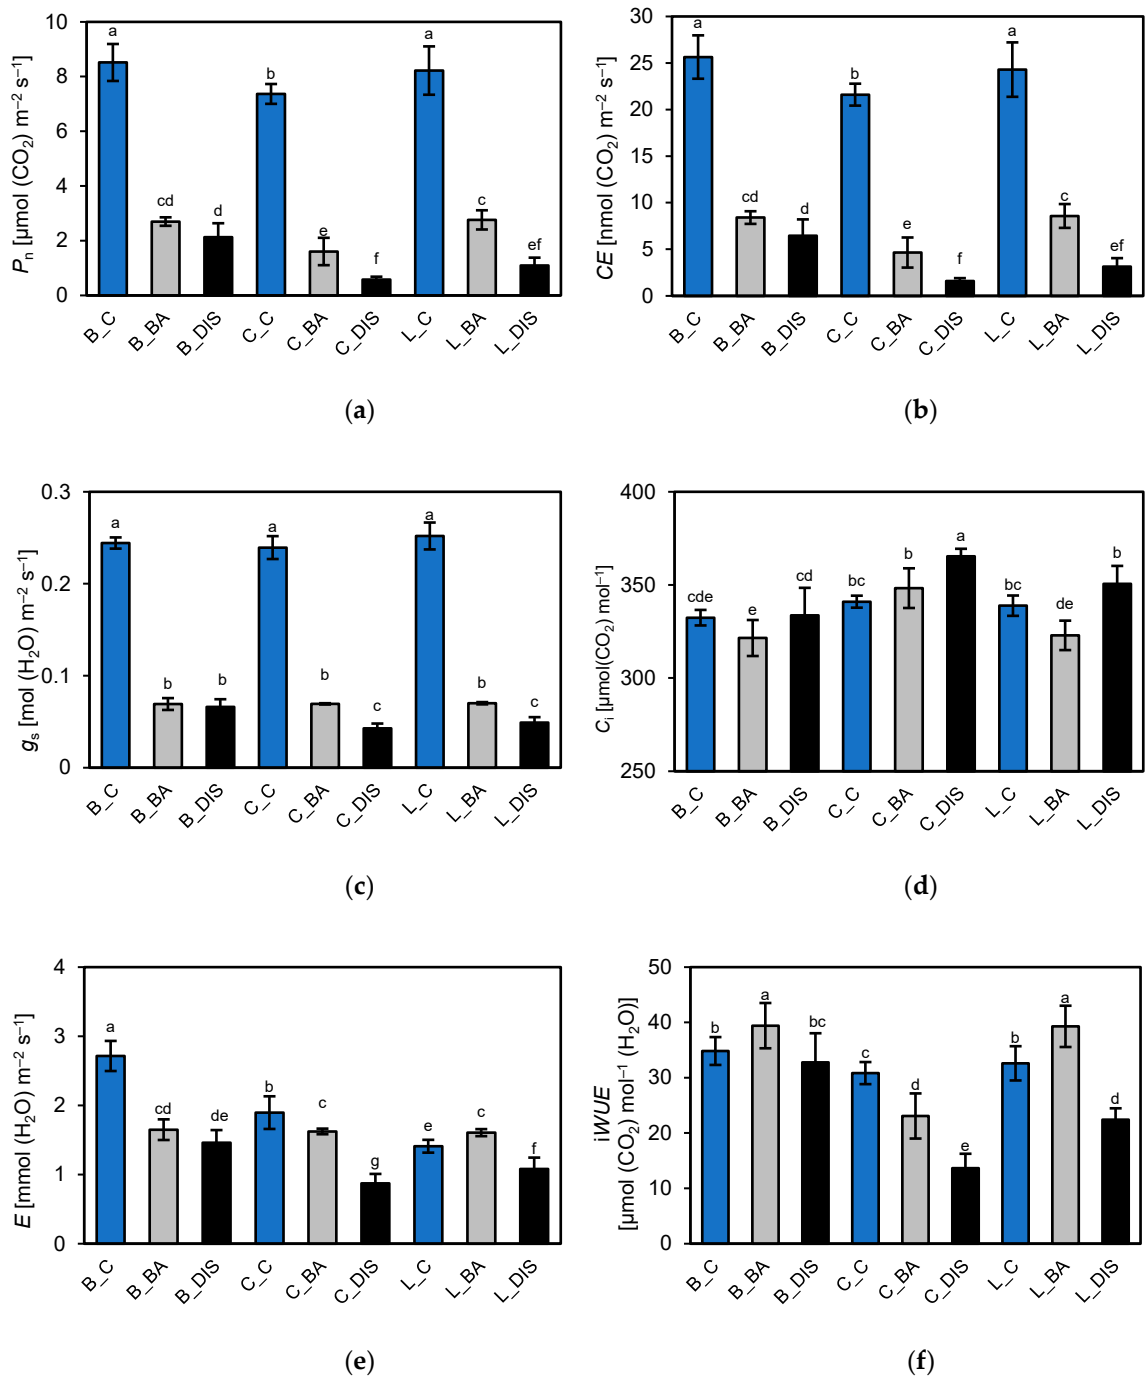 P_n [µmol (CO₂) m⁻² s⁻¹]
10
8
6
4
2
0
a
cd
d
b
e
f
a
c
ef
B_C B_BA B_DIS C_C C_BA C_DIS L_C L_BA L_DIS
(a)
CE [nmol (CO₂) m⁻² s⁻¹]
30
25
20
15
10
5
0
a
cd
d
b
e
f
a
c
ef
B_C B_BA B_DIS C_C C_BA C_DIS L_C L_BA L_DIS
(b)
g_s [mol (H₂O) m⁻² s⁻¹]
0.3
0.2
0.1
0
a
b
b
a
b
c
a
b
c
B_C B_BA B_DIS C_C C_BA C_DIS L_C L_BA L_DIS
(c)
C_i [µmol(CO₂) mol⁻¹]
400
350
300
250
cde
e
cd
bc
b
a
bc
de
b
B_C B_BA B_DIS C_C C_BA C_DIS L_C L_BA L_DIS
(d)
E [mmol (H₂O) m⁻² s⁻¹]
4
3
2
1
0
a
cd
de
b
c
g
e
c
f
B_C B_BA B_DIS C_C C_BA C_DIS L_C L_BA L_DIS
(e)
iWUE
[µmol (CO₂) mol⁻¹ (H₂O)]
50
40
30
20
10
0
b
a
bc
c
d
e
b
a
d
B_C B_BA B_DIS C_C C_BA C_DIS L_C L_BA L_DIS
(f)